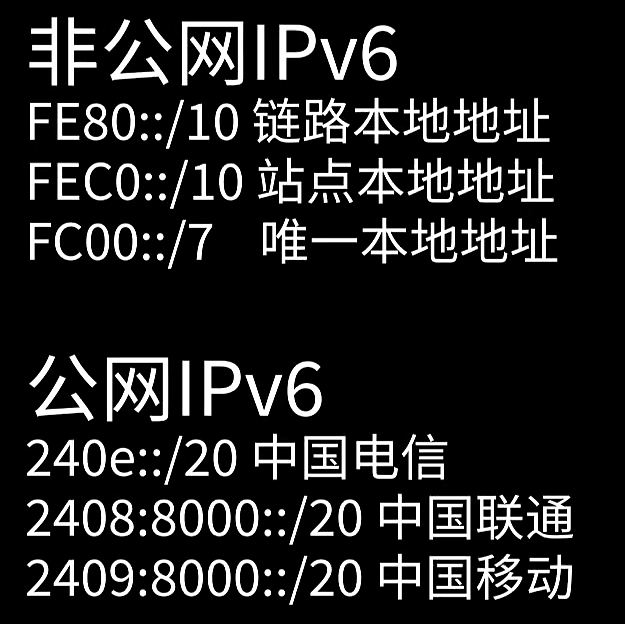 非公网IPv6
FE80::/10 链路本地地址
FEC0::/10 站点本地地址
FC00::/7 唯一本地地址
公网IPv6
240e::/20 中国电信
2408:8000::/20 中国联通
2409:8000::/20 中国移动